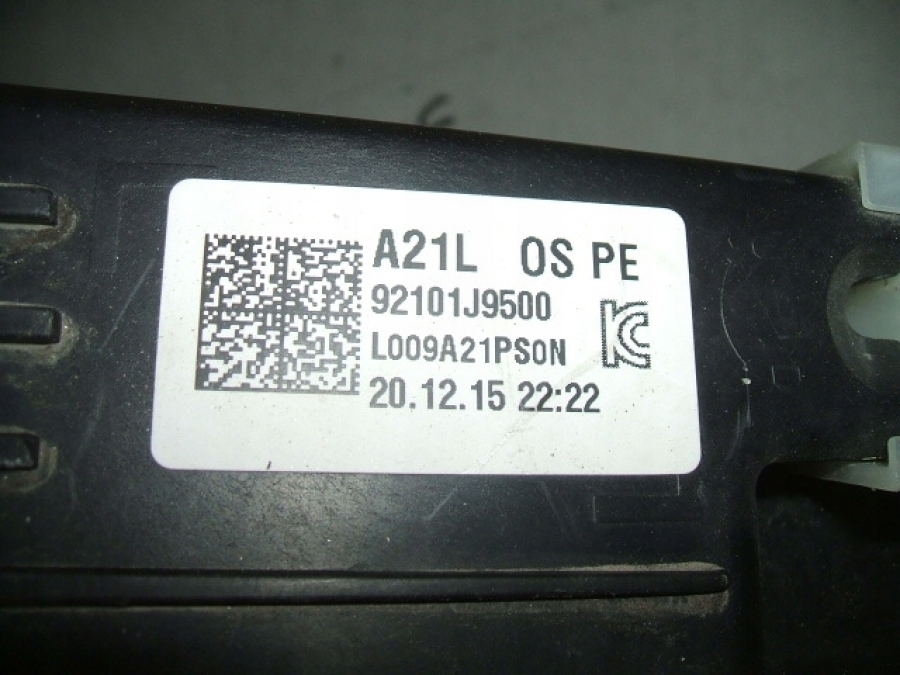 A21L OS PE
92101J9500
L009A21PS0N
20.12.15 22:22